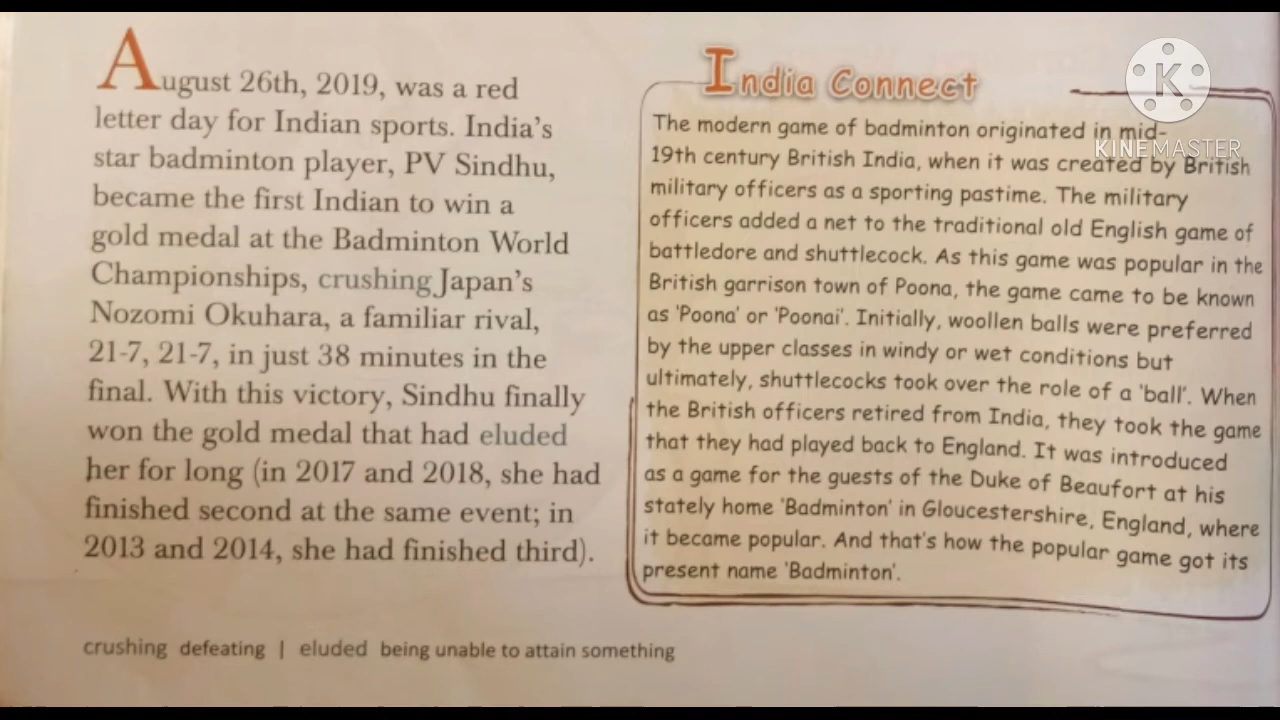 August 26th, 2019, was a red
letter day for Indian sports. India's
star badminton player, PV Sindhu,
became the first Indian to win a
gold medal at the Badminton World
Championships, crushing Japan's
Nozomi Okuhara, a familiar rival,
21-7, 21-7, in just 38 minutes in the
final. With this victory, Sindhu finally
won the gold medal that had eluded
her for long (in 2017 and 2018, she had
finished second at the same event; in
2013 and 2014, she had finished third).
India Connect
The modern game of badminton originated in mid-
19th century British India, when it was created by British
military officers as a sporting pastime. The military
officers added a net to the traditional old English game of
battledore and shuttlecock. As this game was popular in the
British garrison town of Poona, the game came to be known
as 'Poona' or 'Poonai'. Initially, woollen balls were preferred
by the upper classes in windy or wet conditions but
ultimately, shuttlecocks took over the role of a 'ball'. When
the British officers retired from India, they took the game
that they had played back to England. It was introduced
as a game for the guests of the Duke of Beaufort at his
stately home 'Badminton' in Gloucestershire, England, where
it became popular. And that's how the popular game got its
present name 'Badminton'.
crushing defeating | eluded being unable to attain something
K
KINEMASTER